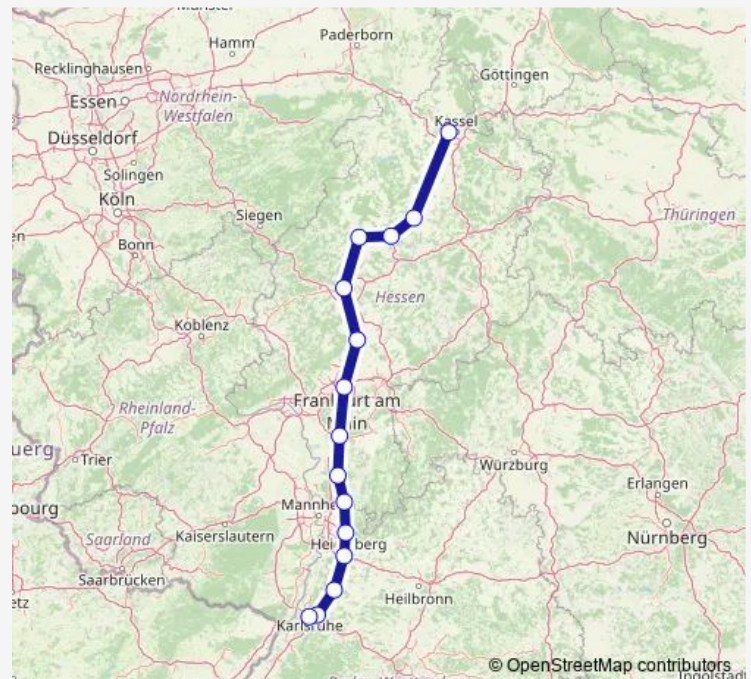 Hamm
Paderborn
Recklinghausen
Göttingen
Essen
Nordrhein-
Westfalen
Kassel
Düsseldorf
Solingen
Köln
Siegen
Thüringen
Bonn
Hessen
Koblenz
Frankfurt am
Main
Rheinland-
Pfalz
Trier
Würzburg
Erlangen
Mannhe
Kaiserslautern
Heidelberg
Nürnberg
Saarland
Saarbrücken
Heilbronn
Karlsruhe
© OpenStreetMap contributors